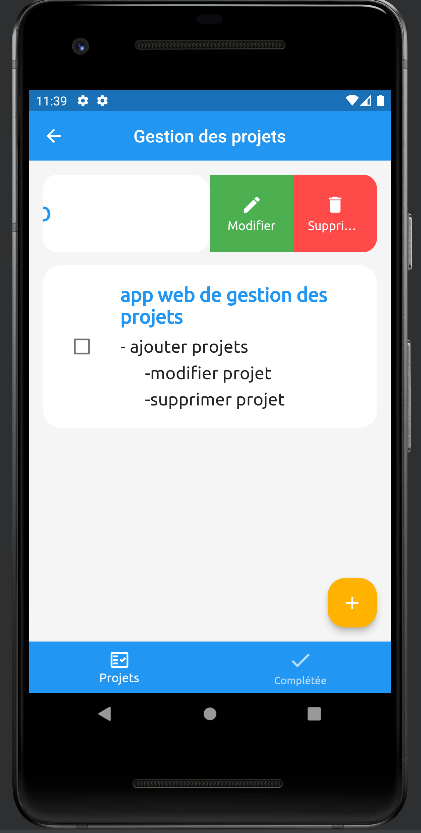 11:39
Gestion des projets
Modifier
Suppri...
app web de gestion des
projets
- ajouter projets
-modifier projet
-supprimer projet
+
Projets
Complétée